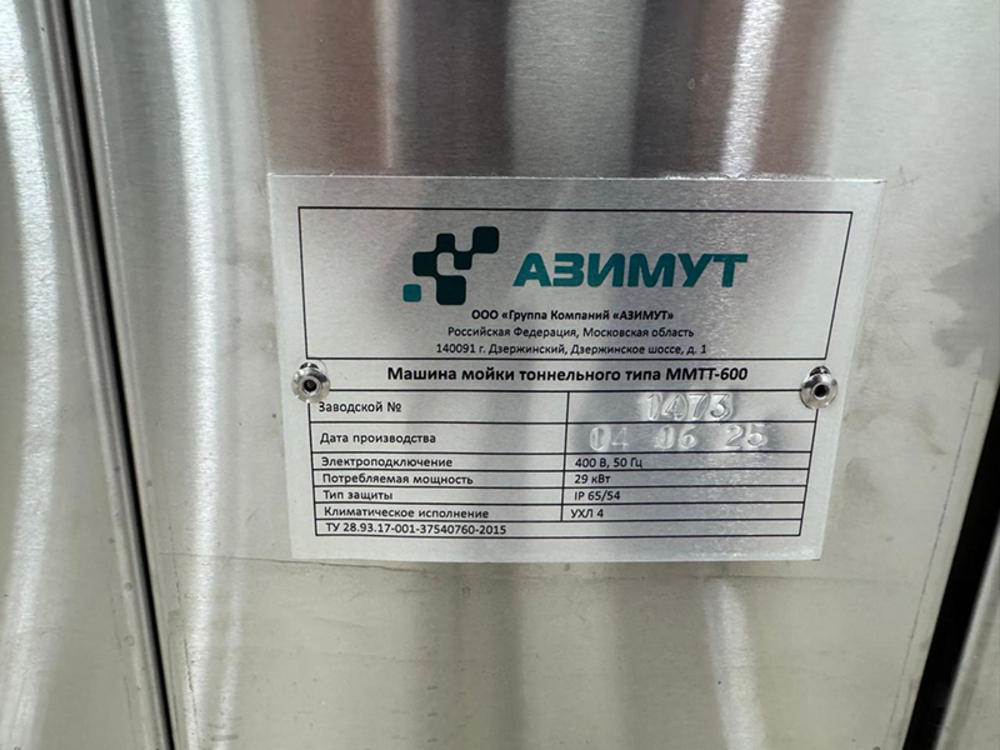 АЗИМУТ
ООО «Группа Компаний «АЗИМУТ»
Российская Федерация, Московская область
140091 г. Дзержинский, Дзержинское шоссе, д. 1
Машина мойки тоннельного типа ММТТ-600
Заводской № 1473
Дата производства 04 06 25
Электроподключение 400 В, 50 Гц
Потребляемая мощность 29 кВт
Тип защиты IP 65/54
Климатическое исполнение УХЛ 4
ТУ 28.93.17-001-37540760-2015